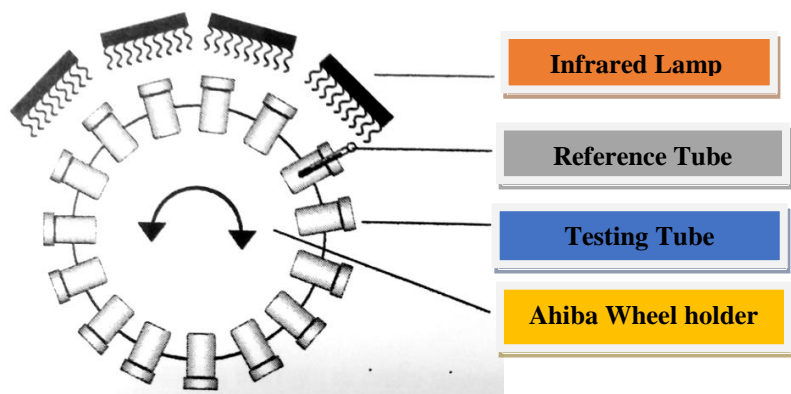 Infrared Lamp
Reference Tube
Testing Tube
Ahiba Wheel holder